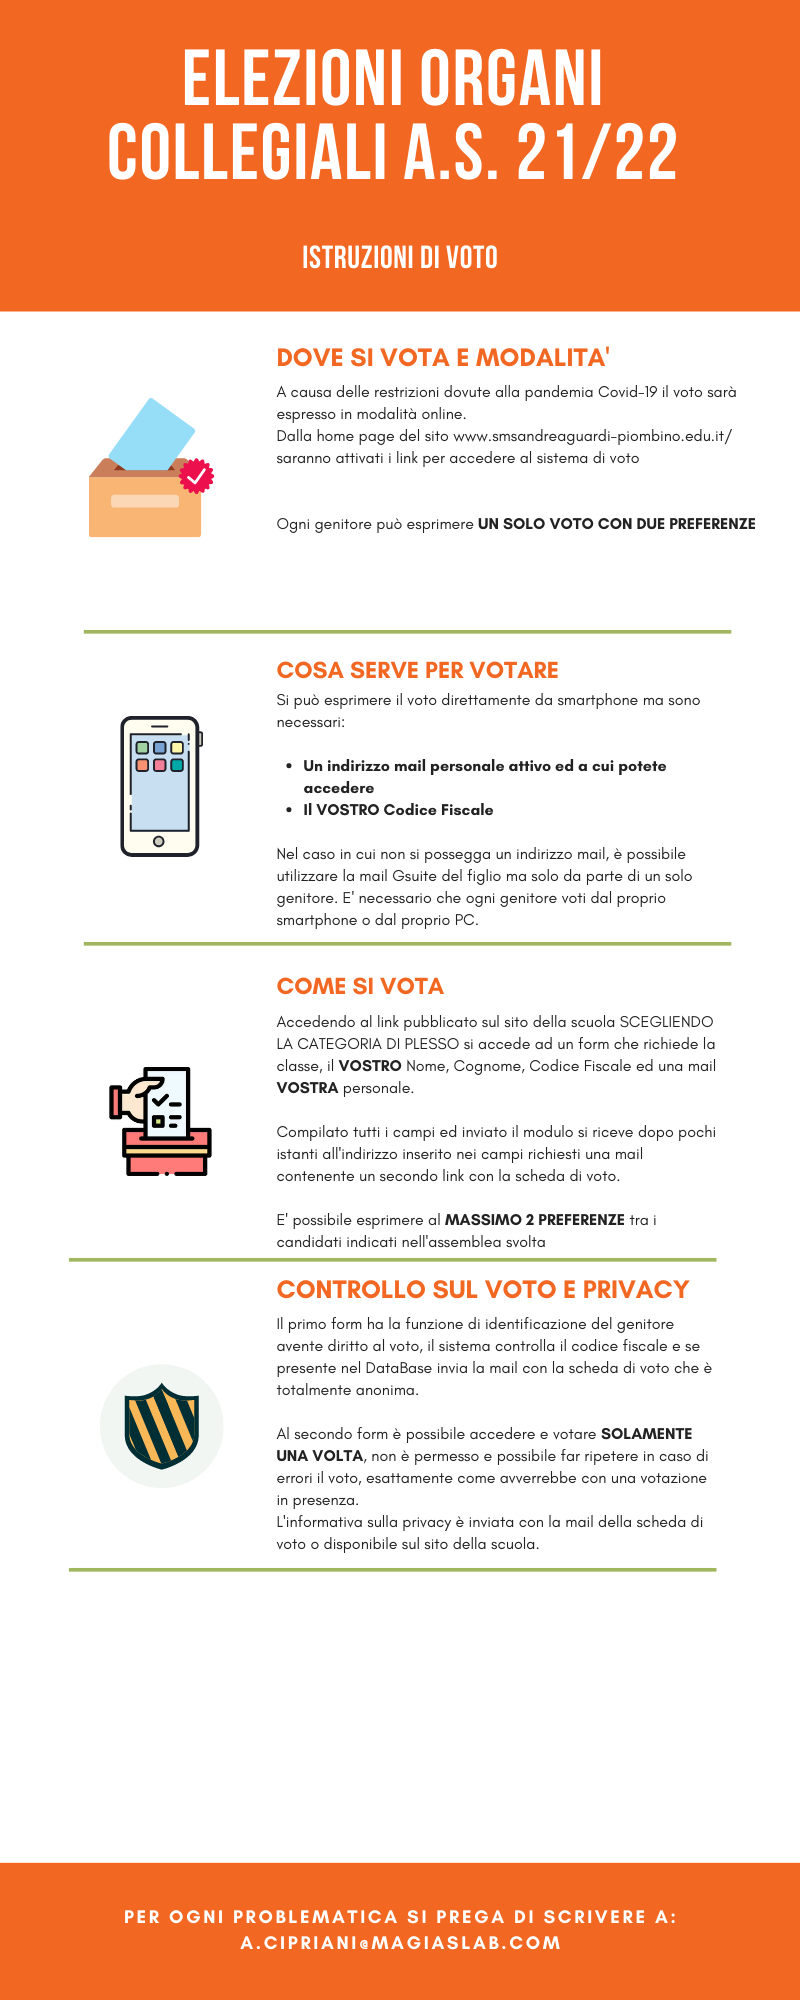 ELEZIONI ORGANI
COLLEGIALI A.S. 21/22
ISTRUZIONI DI VOTO
DOVE SI VOTA E MODALITA'
A causa delle restrizioni dovute alla pandemia Covid-19 il voto sarà
espresso in modalità online.
Dalla home page del sito www.smsandreaguardi-piombino.edu.it/
saranno attivati i link per accedere al sistema di voto
Ogni genitore può esprimere UN SOLO VOTO CON DUE PREFERENZE
COSA SERVE PER VOTARE
Si può esprimere il voto direttamente da smartphone ma sono
necessari:
• Un indirizzo mail personale attivo ed a cui potete
accedere
• Il VOSTRO Codice Fiscale
Nel caso in cui non si possegga un indirizzo mail, è possibile
utilizzare la mail Gsuite del figlio ma solo da parte di un solo
genitore. E' necessario che ogni genitore voti dal proprio
smartphone o dal proprio PC.
COME SI VOTA
Accedendo al link pubblicato sul sito della scuola SCEGLIENDO
LA CATEGORIA DI PLESSO si accede ad un form che richiede la
classe, il VOSTRO Nome, Cognome, Codice Fiscale ed una mail
VOSTRA personale.
Compilato tutti i campi ed inviato il modulo si riceve dopo pochi
istanti all'indirizzo inserito nei campi richiesti una mail
contenente un secondo link con la scheda di voto.
E' possibile esprimere al MASSIMO 2 PREFERENZE tra i
candidati indicati nell'assemblea svolta
CONTROLLO SUL VOTO E PRIVACY
Il primo form ha la funzione di identificazione del genitore
avente diritto al voto, il sistema controlla il codice fiscale e se
presente nel DataBase invia la mail con la scheda di voto che è
totalmente anonima.
Al secondo form è possibile accedere e votare SOLAMENTE
UNA VOLTA, non è permesso e possibile far ripetere in caso di
errori il voto, esattamente come avverrebbe con una votazione
in presenza.
L'informativa sulla privacy è inviata con la mail della scheda di
voto o disponibile sul sito della scuola.
PER OGNI PROBLEMATICA SI PREGA DI SCRIVERE A:
A.CIPRIANI@MAGIASLAB.COM